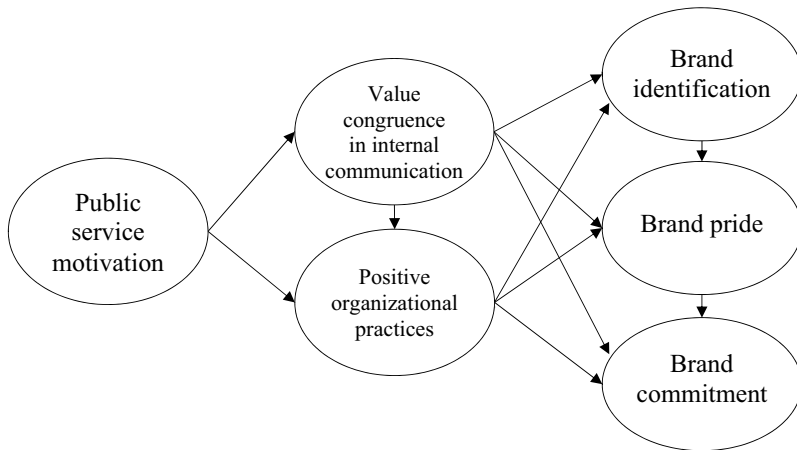 Public
service
motivation
Value
congruence
in internal
communication
Positive
organizational
practices
Brand
identification
Brand pride
Brand
commitment